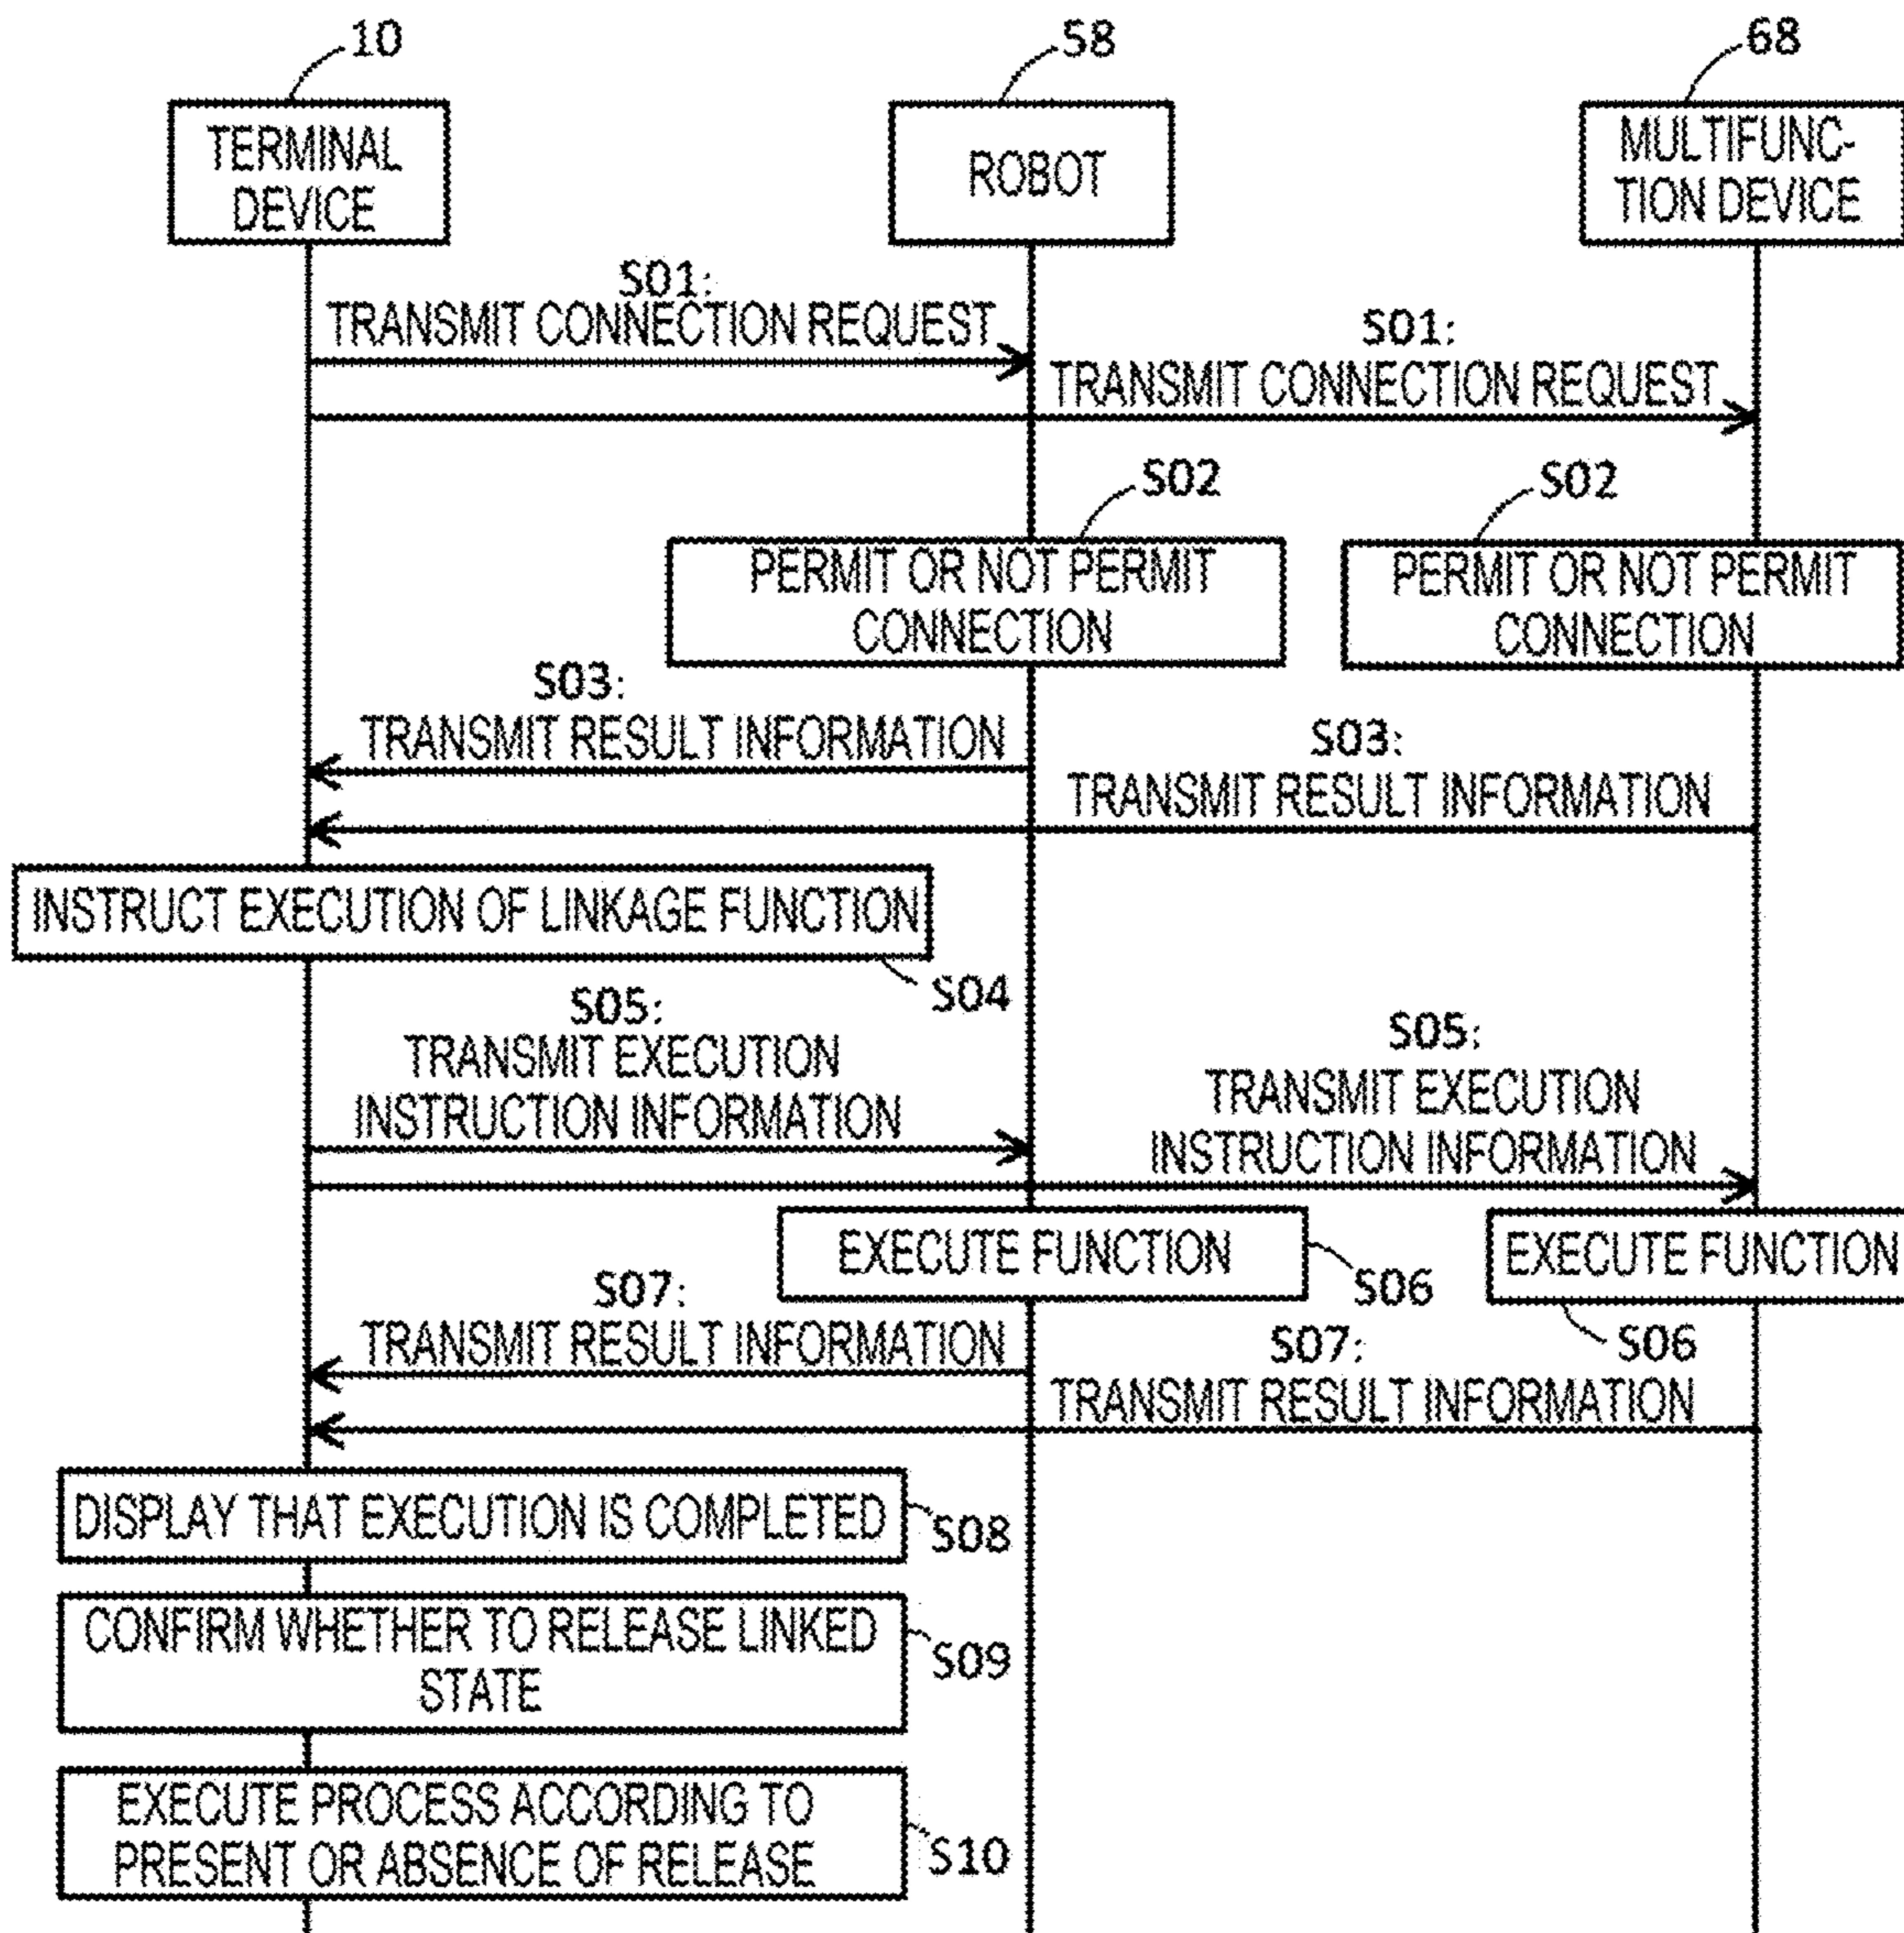 10
58
68
TERMINAL
DEVICE
ROBOT
MULTIFUNC-
TION DEVICE
S01:
TRANSMIT CONNECTION REQUEST
S01:
TRANSMIT CONNECTION REQUEST
S02
S02
PERMIT OR NOT PERMIT
CONNECTION
PERMIT OR NOT PERMIT
CONNECTION
S03:
TRANSMIT RESULT INFORMATION
S03:
TRANSMIT RESULT INFORMATION
INSTRUCT EXECUTION OF LINKAGE FUNCTION
S04
S05:
TRANSMIT EXECUTION
INSTRUCTION INFORMATION
S05:
TRANSMIT EXECUTION
INSTRUCTION INFORMATION
EXECUTE FUNCTION
S06
EXECUTE FUNCTION
S06
S07:
TRANSMIT RESULT INFORMATION
S07:
TRANSMIT RESULT INFORMATION
DISPLAY THAT EXECUTION IS COMPLETED
S08
CONFIRM WHETHER TO RELEASE LINKED
STATE
S09
EXECUTE PROCESS ACCORDING TO
PRESENT OR ABSENCE OF RELEASE
S10